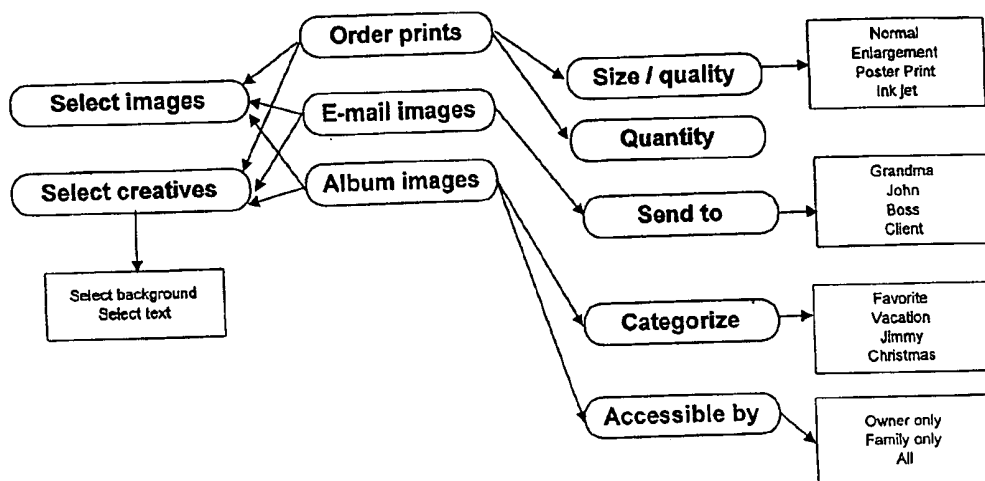 Order prints
Select images
E-mail images
Select creatives
Album images
Select background
Select text
Size / quality
Quantity
Send to
Categorize
Accessible by
Normal
Enlargement
Poster Print
Ink jet
Grandma
John
Boss
Client
Favorite
Vacation
Jimmy
Christmas
Owner only
Family only
All